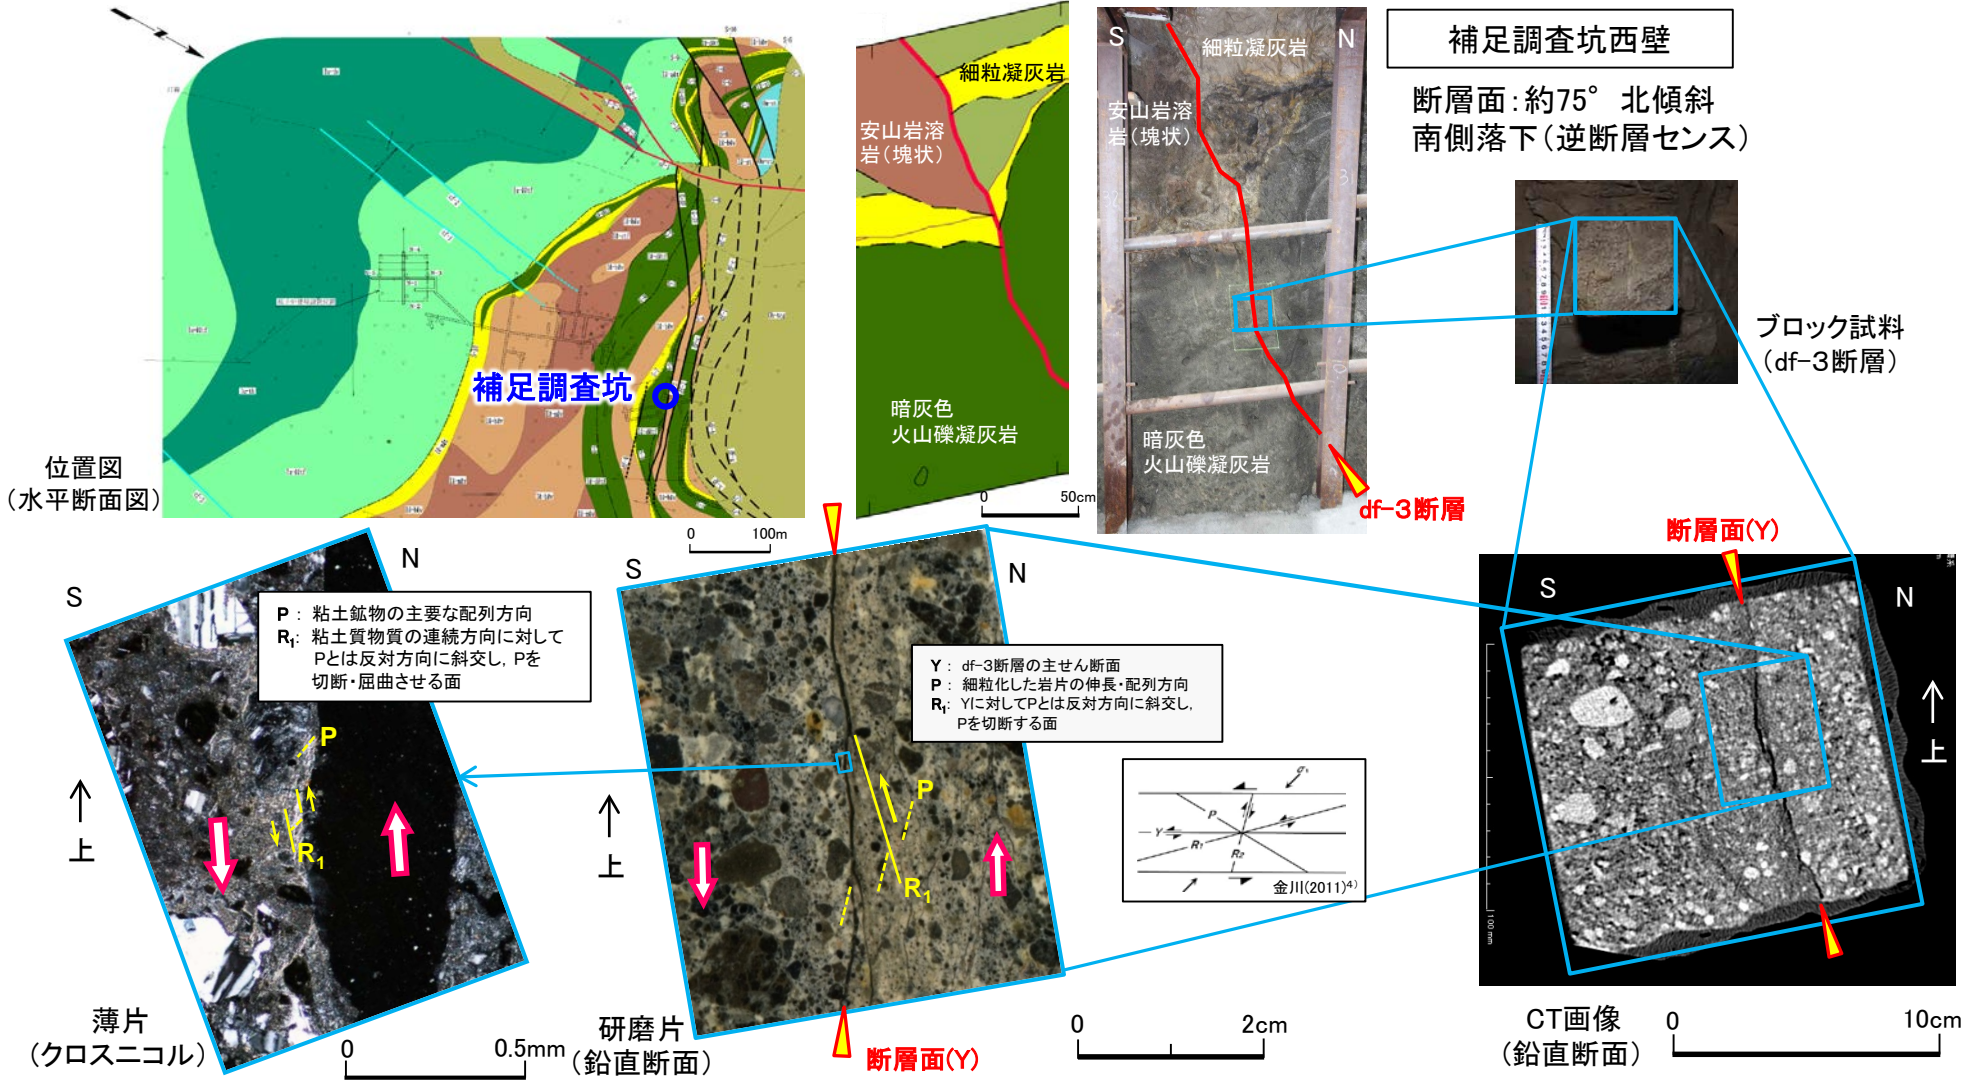 補足調査坑西壁
断層面：約75° 北傾斜
南側落下（逆断層センス）
補足調査坑
位置図
（水平断面図）
0 100m
細粒凝灰岩
安山岩溶
岩（塊状）
暗灰色
火山礫凝灰岩
0 50cm
S N
細粒凝灰岩
安山岩溶
岩（塊状）
暗灰色
火山礫凝灰岩
df-3断層
ブロック試料
（df-3断層）
S N
P： 粘土鉱物の主要な配列方向
R₁： 粘土質物質の連続方向に対して
Pとは反対方向に斜交し，Pを
切断・屈曲させる面
P
R₁
上
薄片
（クロスニコル）
0 0.5mm
S N
Y： df-3断層の主せん断面
P： 細粒化した岩片の伸長・配列方向
R₁： Yに対してPとは反対方向に斜交し，
Pを切断する面
P
R₁
上
研磨片
（鉛直断面）
断層面(Y)
0 2cm
σ₁
P
Y
R₁
R₂
金川(2011)⁴⁾
断層面(Y)
S N
上
100 mm
CT画像
（鉛直断面）
0 10cm